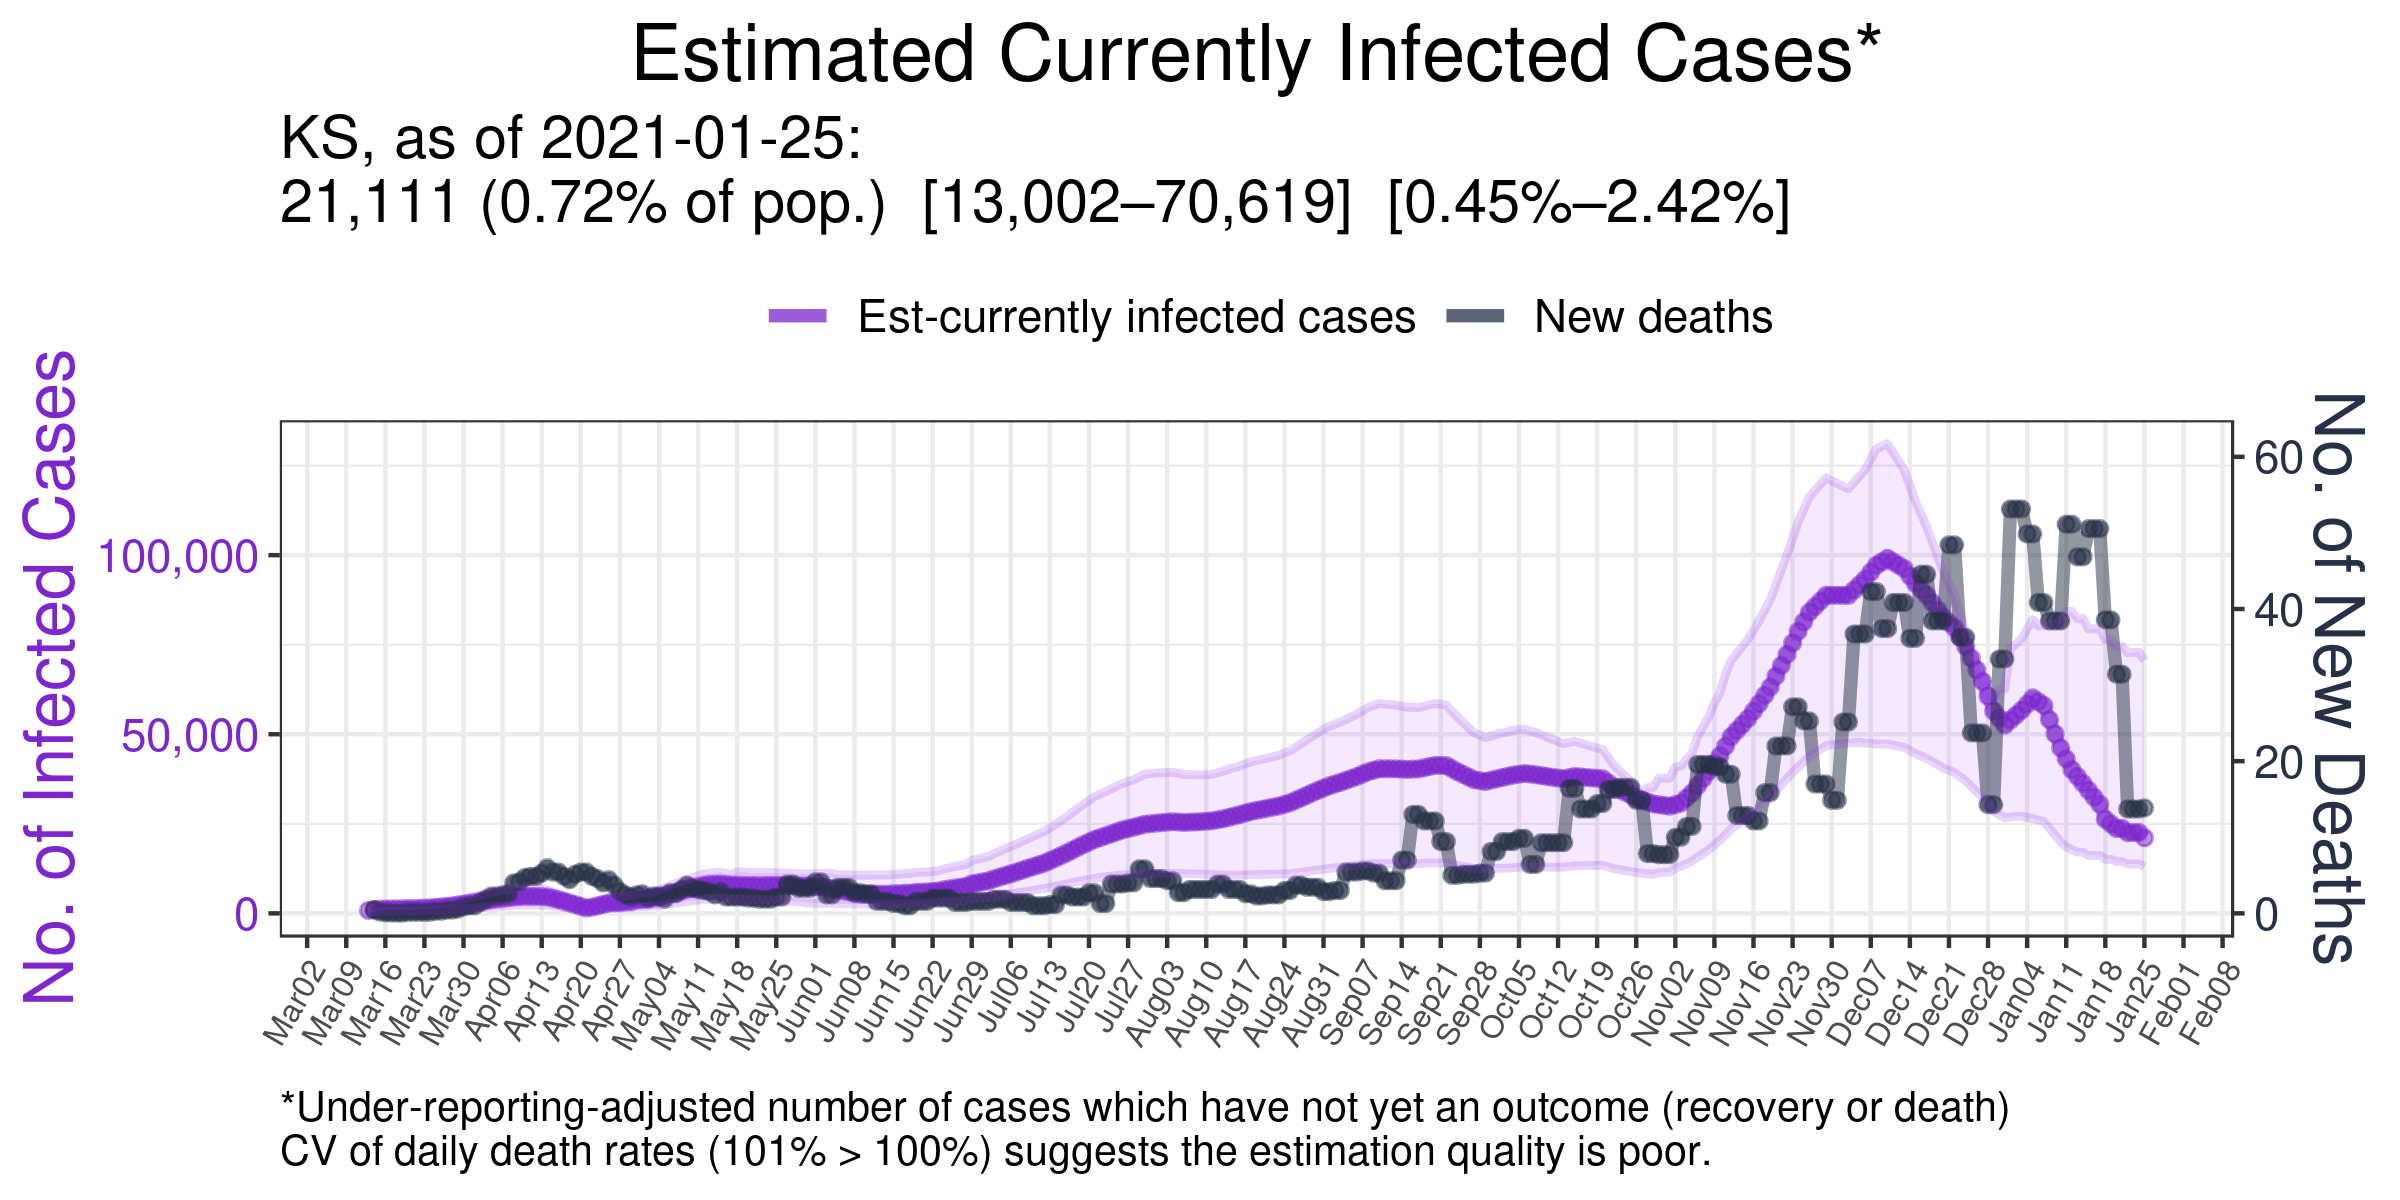 Estimated Currently Infected Cases*
KS, as of 2021-01-25:
21,111 (0.72% of pop.) [13,002–70,619] [0.45%–2.42%]
Est-currently infected cases
New deaths
No. of Infected Cases
100,000
50,000
0
60
40
20
0
No. of New Deaths
Mar02
Mar09
Mar16
Mar23
Mar30
Apr06
Apr13
Apr20
Apr27
May04
May11
May18
May25
Jun01
Jun08
Jun15
Jun22
Jun29
Jul06
Jul13
Jul20
Jul27
Aug03
Aug10
Aug17
Aug24
Aug31
Sep07
Sep14
Sep21
Sep28
Oct05
Oct12
Oct19
Oct26
Nov02
Nov09
Nov16
Nov23
Nov30
Dec07
Dec14
Dec21
Dec28
Jan04
Jan11
Jan18
Jan25
Feb01
Feb08
*Under-reporting-adjusted number of cases which have not yet an outcome (recovery or death)
CV of daily death rates (101% > 100%) suggests the estimation quality is poor.